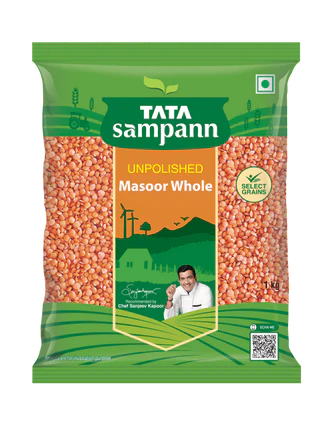 TATA
sampann
UNPOLISHED
Masoor Whole
SELECT
GRAINS
Recommended by
Chef Sanjeev Kapoor
1 Kg
SCAN ME